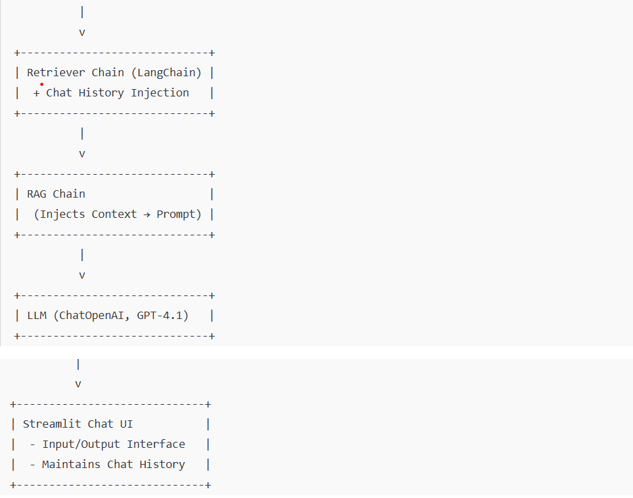 |
v
+-----------------------------+
| Retriever Chain (LangChain) |
|  + Chat History Injection   |
+-----------------------------+
|
v
+-----------------------------+
| RAG Chain                   |
|  (Injects Context → Prompt) |
+-----------------------------+
|
v
+-----------------------------+
| LLM (ChatOpenAI, GPT-4.1)   |
+-----------------------------+
|
v
+-----------------------------+
| Streamlit Chat UI           |
|  - Input/Output Interface   |
|  - Maintains Chat History   |
+-----------------------------+